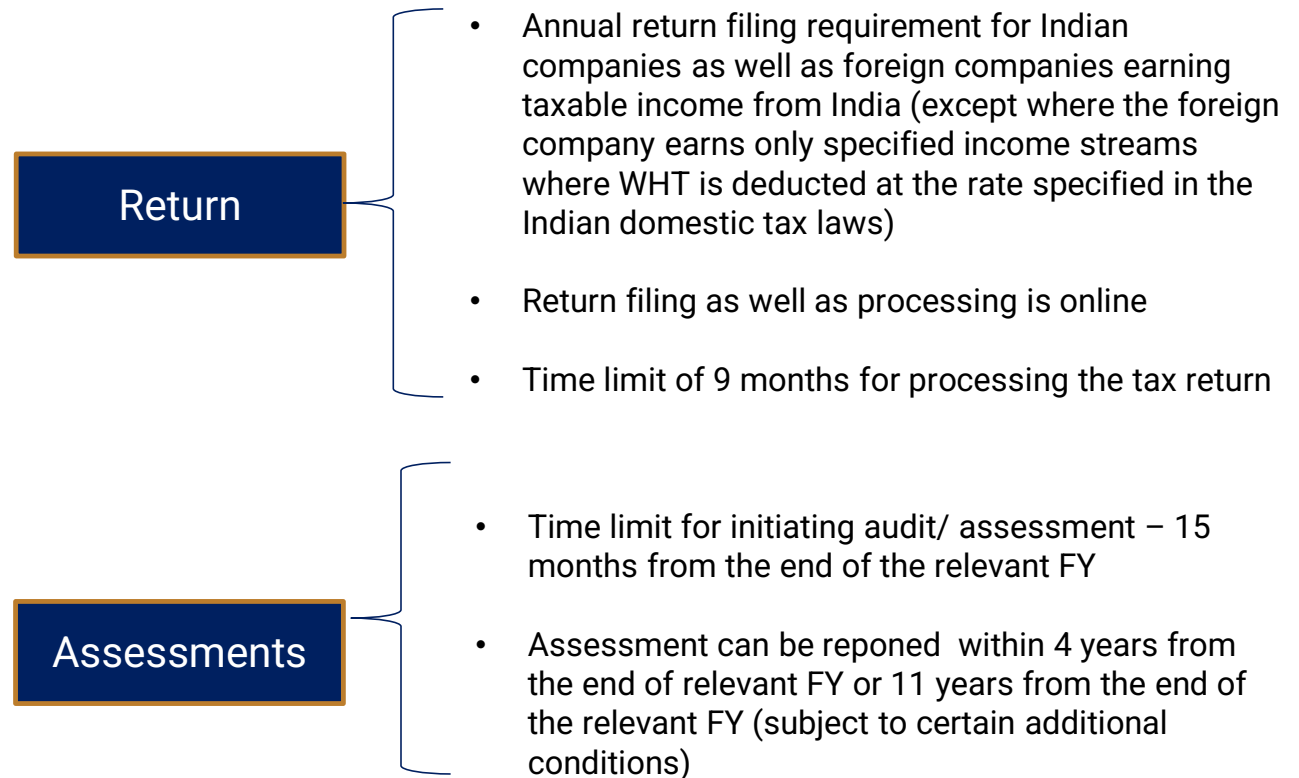 Return
• Annual return filing requirement for Indian
companies as well as foreign companies earning
taxable income from India (except where the foreign
company earns only specified income streams
where WHT is deducted at the rate specified in the
Indian domestic tax laws)
• Return filing as well as processing is online
• Time limit of 9 months for processing the tax return
Assessments
• Time limit for initiating audit/ assessment – 15
months from the end of the relevant FY
• Assessment can be reponed  within 4 years from
the end of relevant FY or 11 years from the end of
the relevant FY (subject to certain additional
conditions)